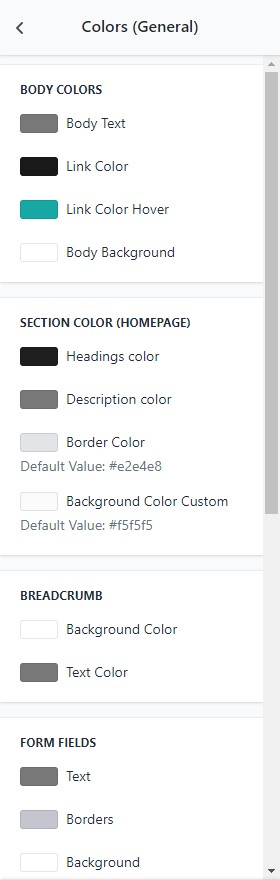 Colors (General)
BODY COLORS
Body Text
Link Color
Link Color Hover
Body Background
SECTION COLOR (HOMEPAGE)
Headings color
Description color
Border Color
Default Value: #e2e4e8
Background Color Custom
Default Value: #f5f5f5
BREADCRUMB
Background Color
Text Color
FORM FIELDS
Text
Borders
Background